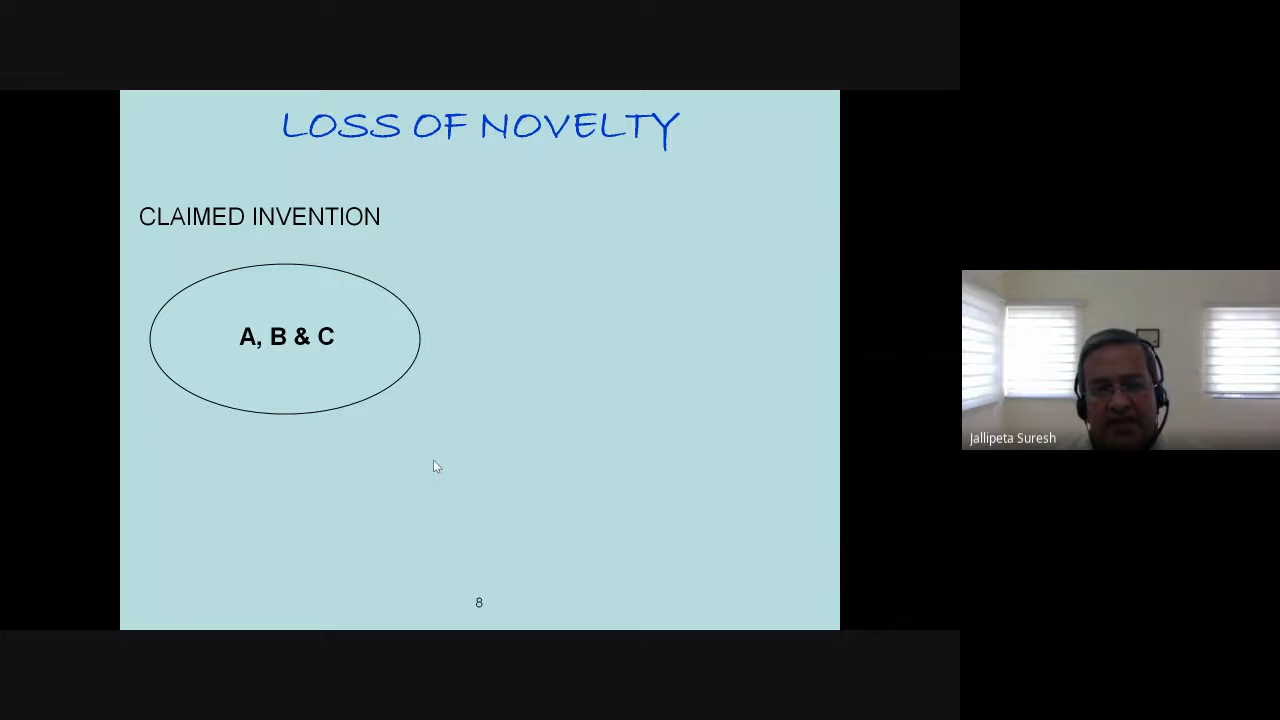 LOSS OF NOVELTY
CLAIMED INVENTION
A, B & C
8
Jallipeta Suresh